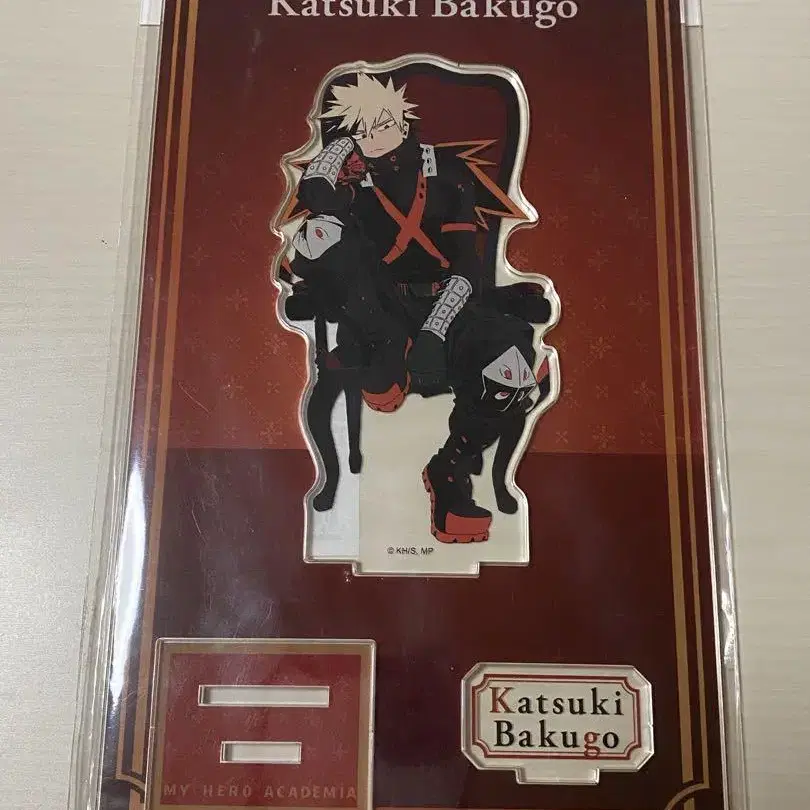 Katsuki Bakugo
© KH/S, MP
Katsuki
Bakugo
MY HERO ACADEMIA